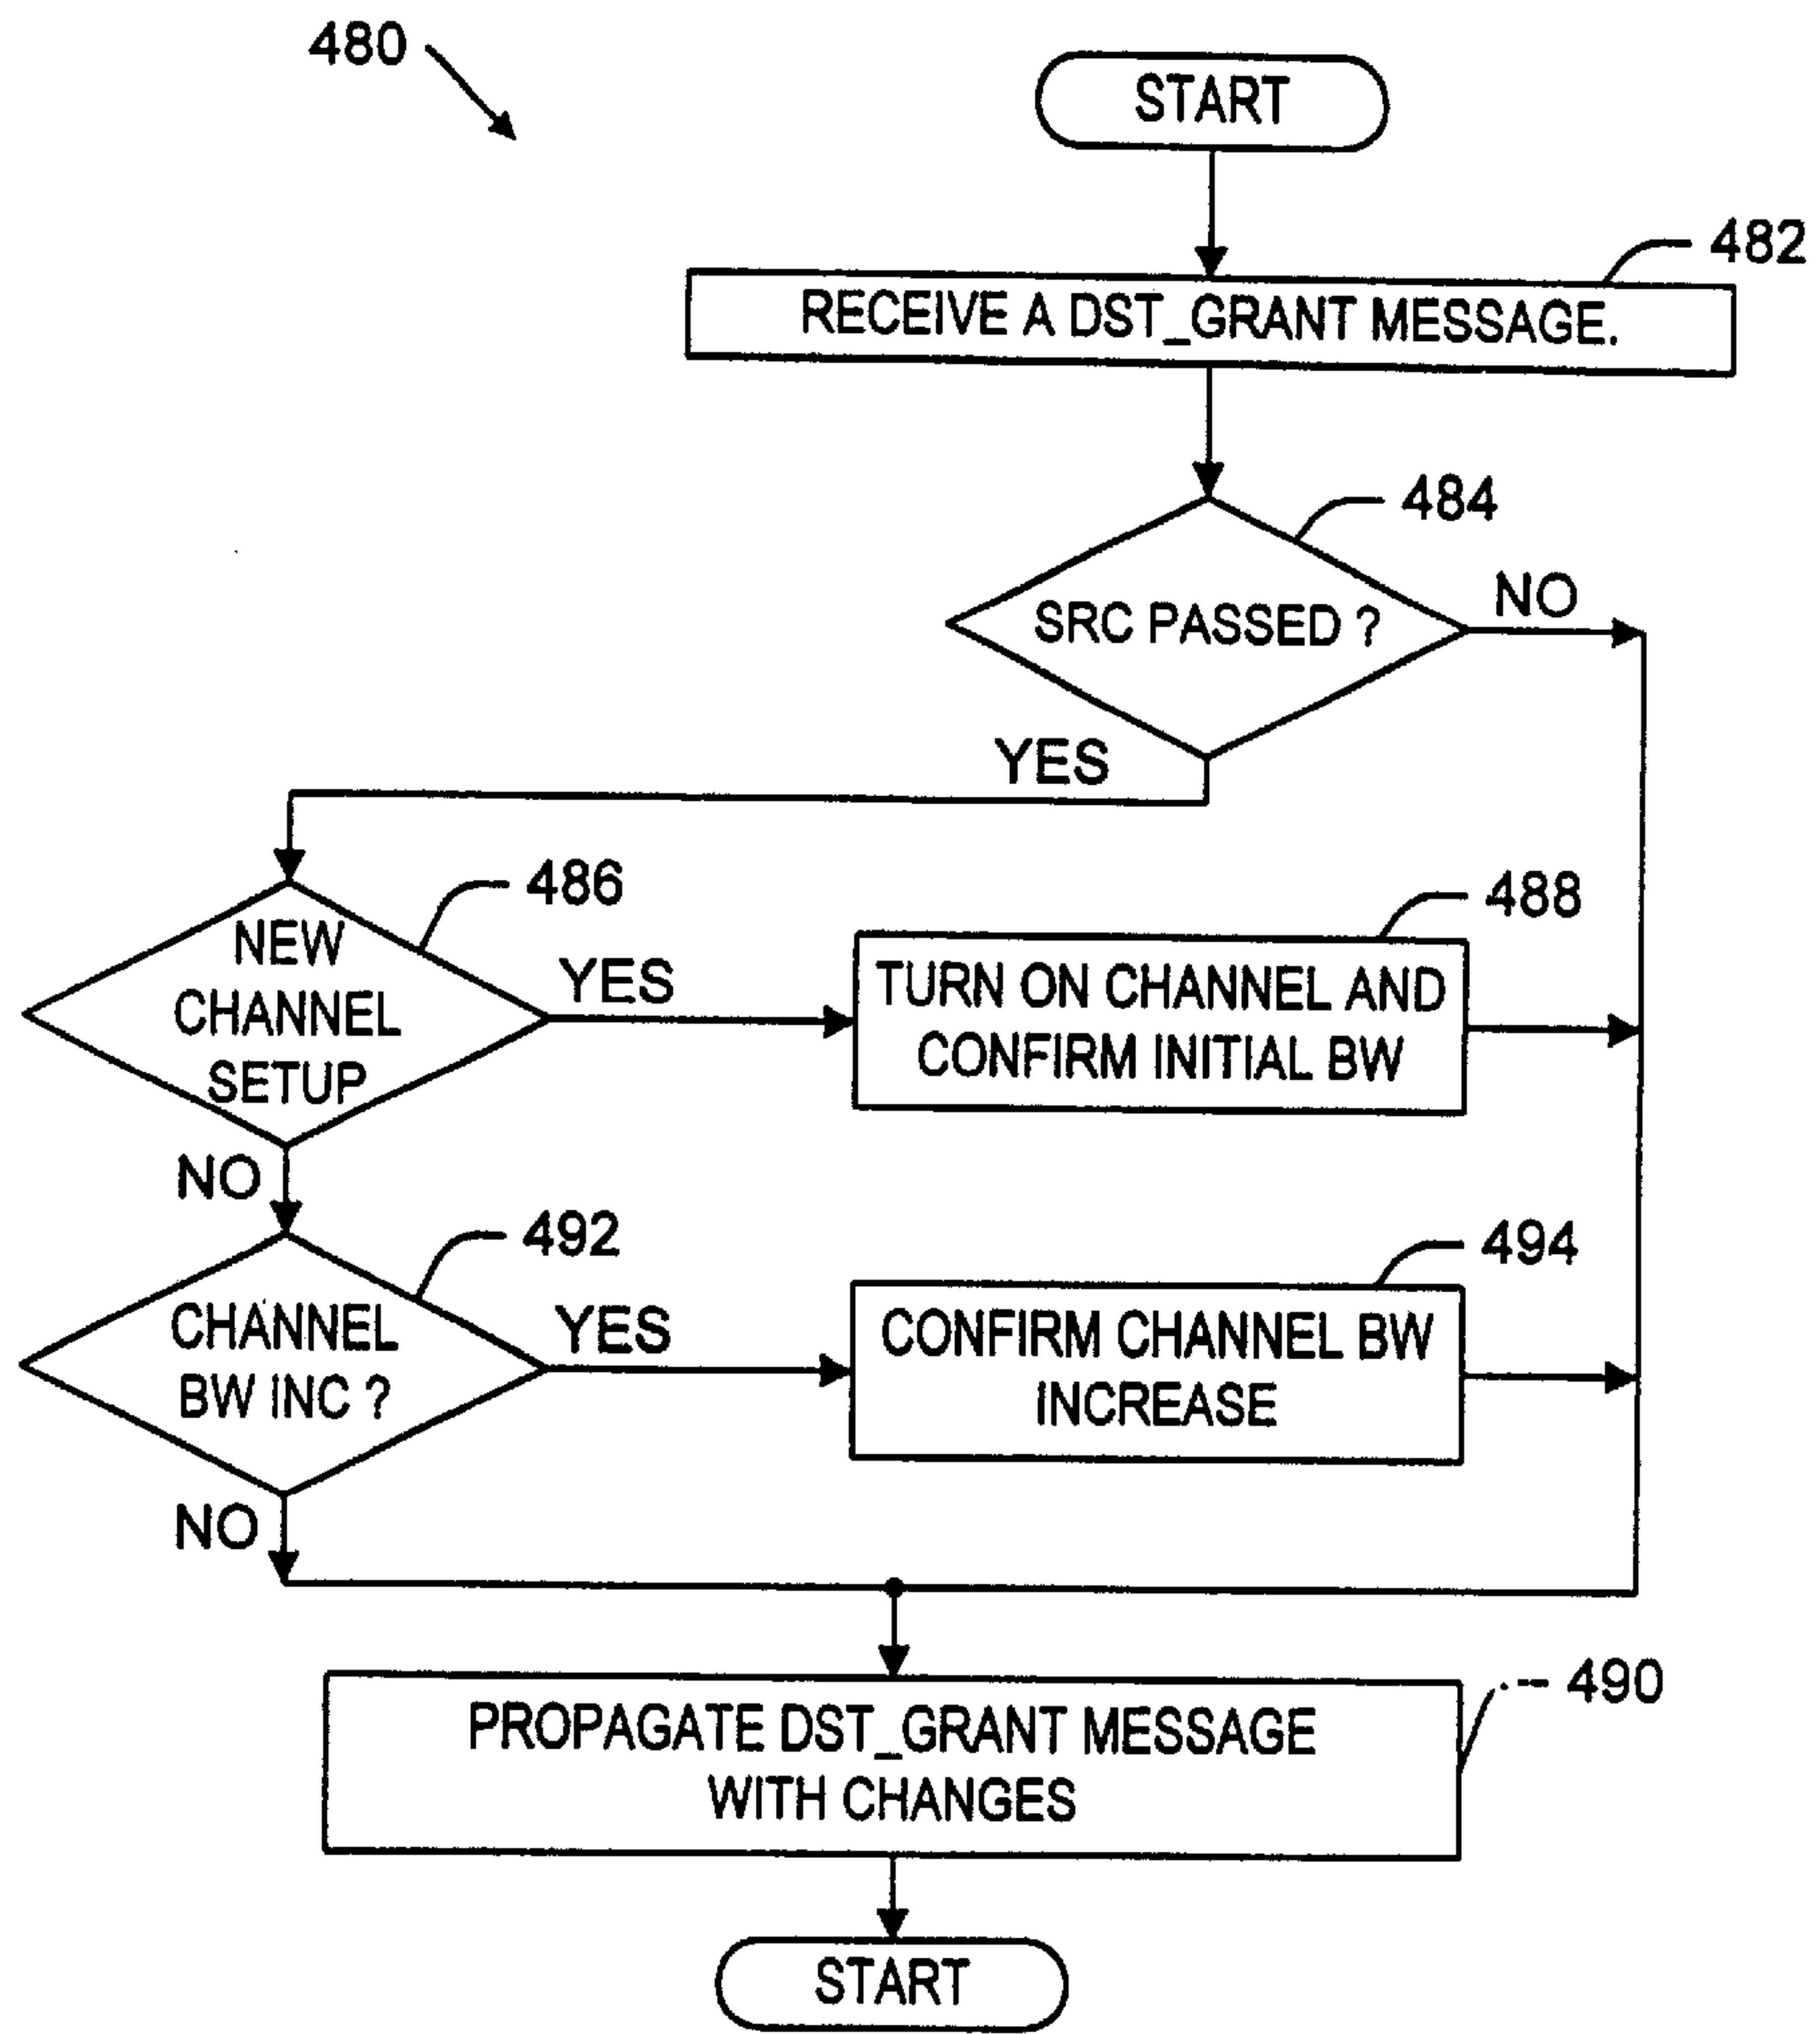 480
START
482
RECEIVE A DST_GRANT MESSAGE.
484
SRC PASSED ?
NO
YES
486
NEW
CHANNEL
SETUP
YES
488
TURN ON CHANNEL AND
CONFIRM INITIAL BW
NO
492
CHANNEL
BW INC ?
YES
494
CONFIRM CHANNEL BW
INCREASE
NO
490
PROPAGATE DST_GRANT MESSAGE
WITH CHANGES
START